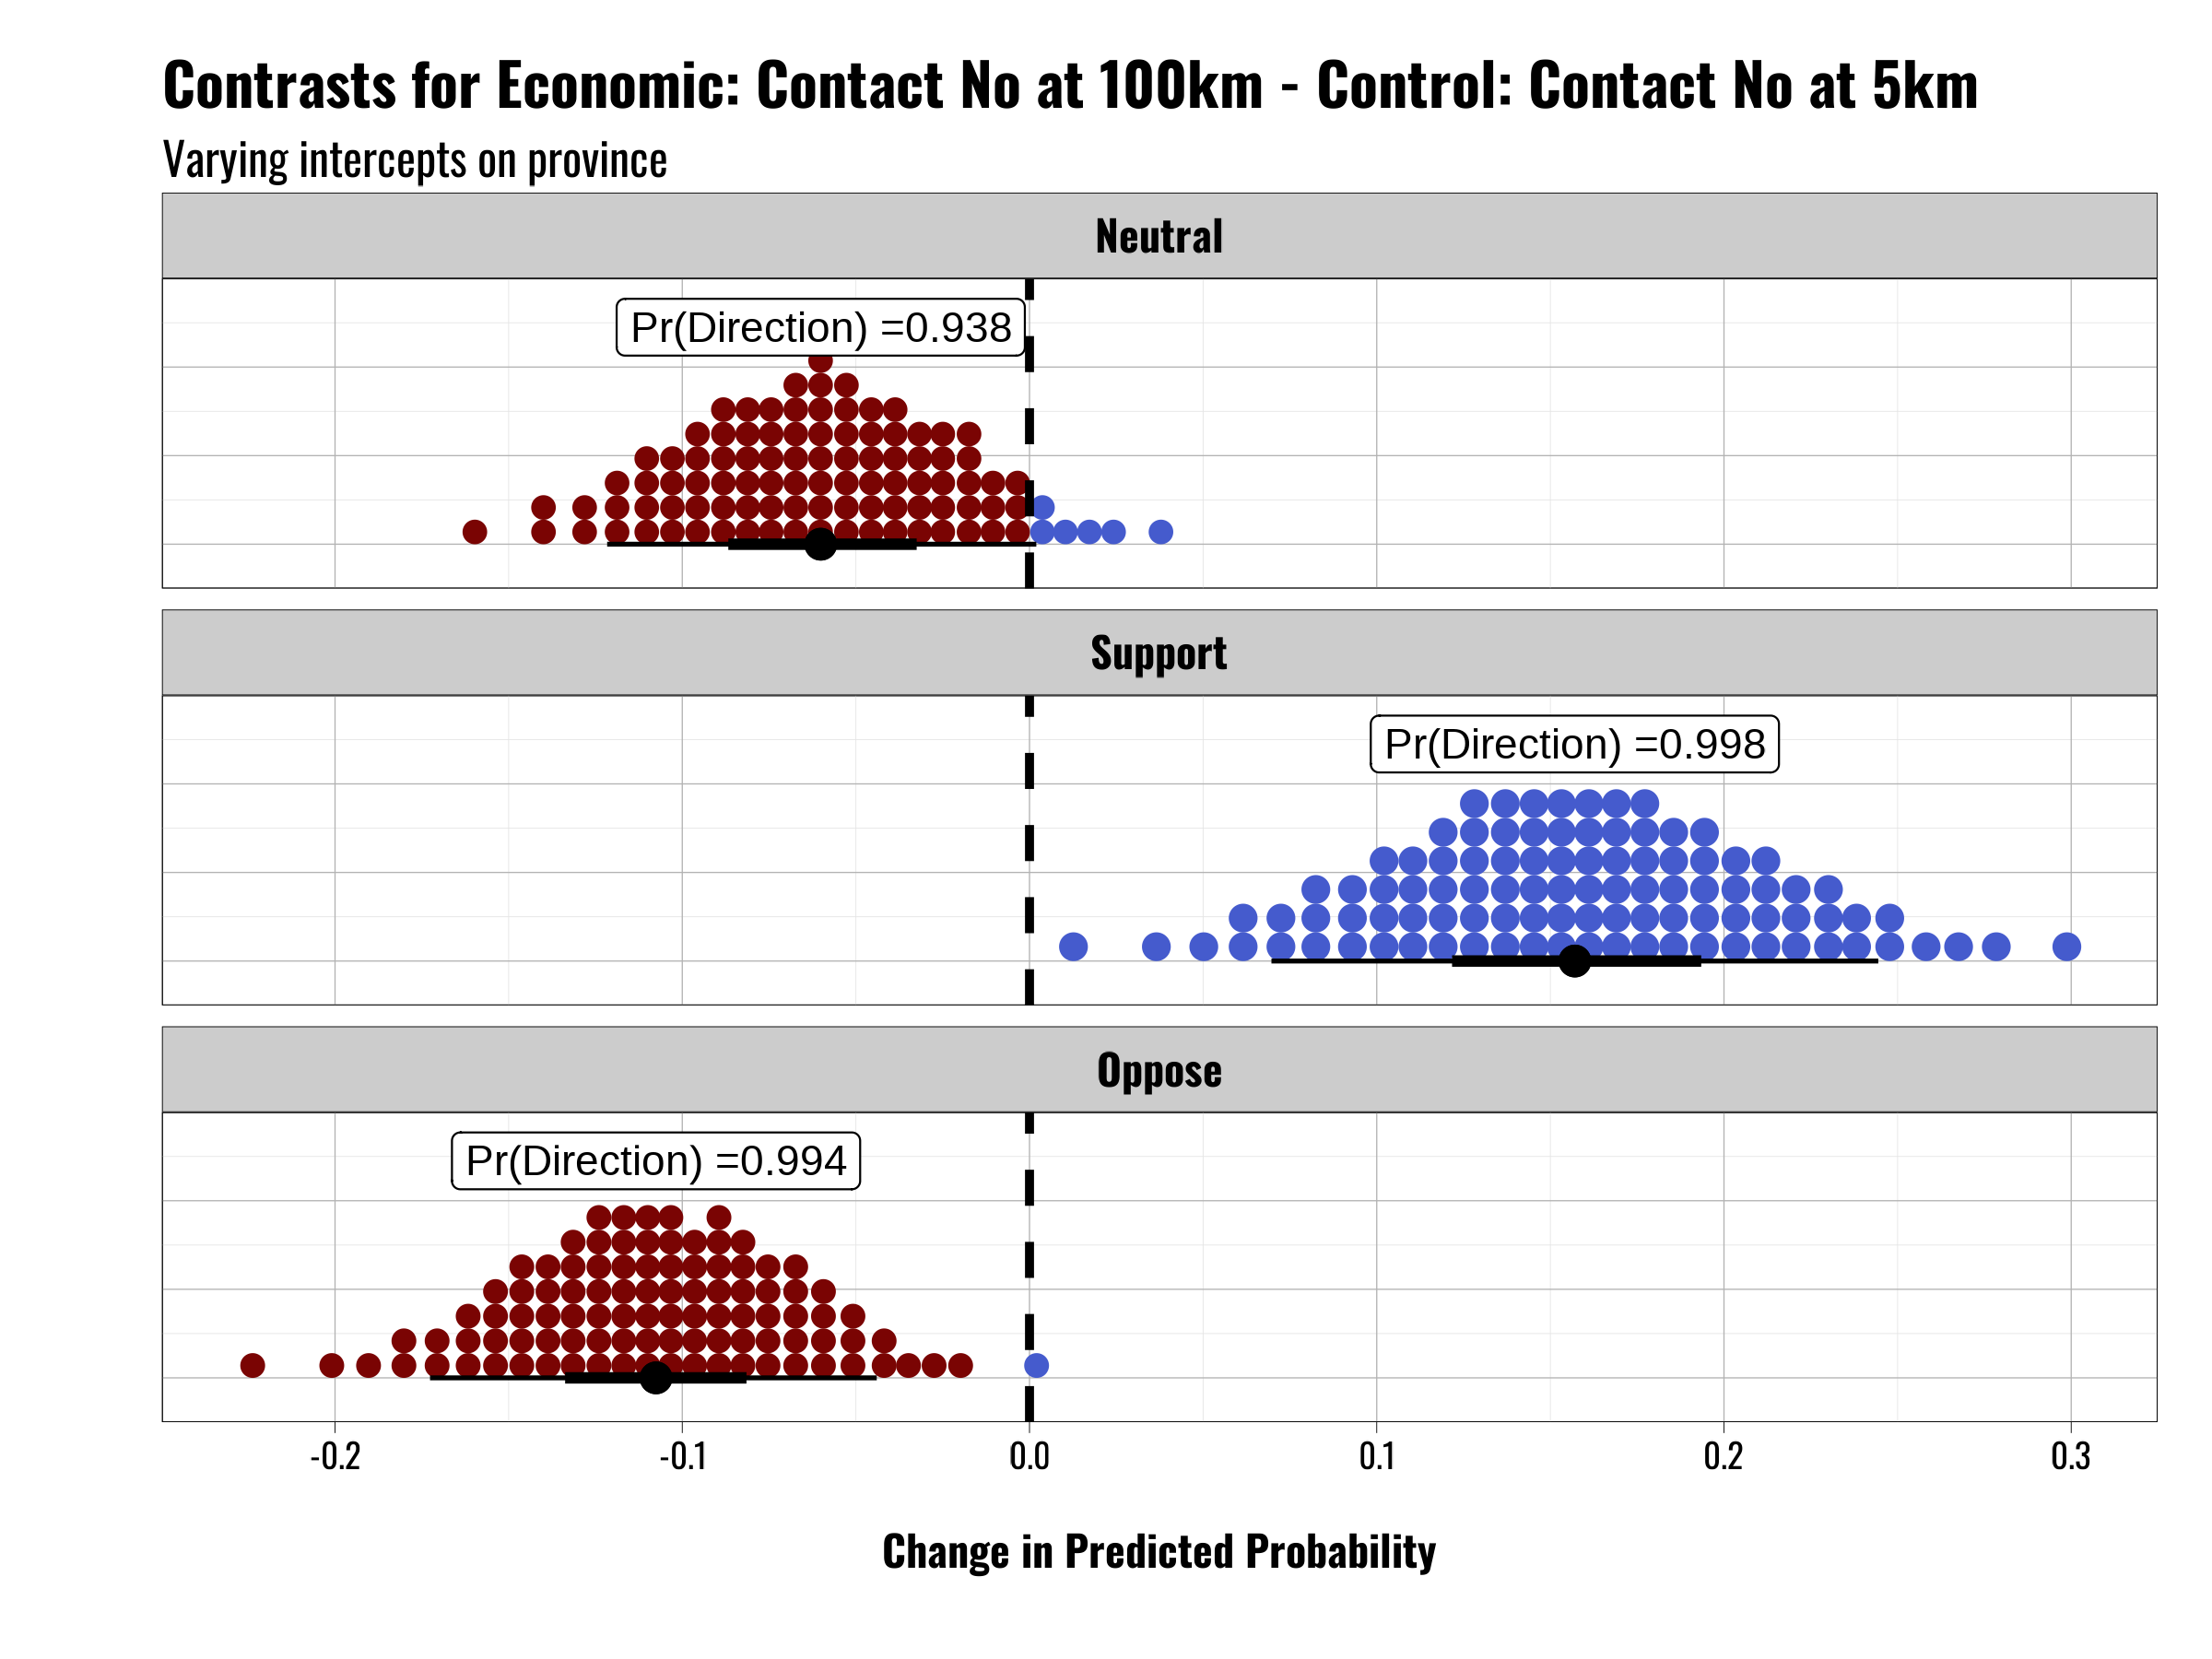 Contrasts for Economic: Contact No at 100km - Control: Contact No at 5km
Varying intercepts on province
Neutral
Pr(Direction) =0.938
Support
Pr(Direction) =0.998
Oppose
Pr(Direction) =0.994
-0.2 -0.1 0.0 0.1 0.2 0.3
Change in Predicted Probability